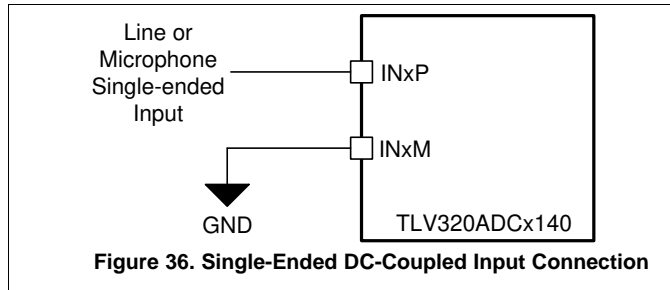 Line or
Microphone
Single-ended
Input
INxP
INxM
GND
TLV320ADCx140
Figure 36. Single-Ended DC-Coupled Input Connection